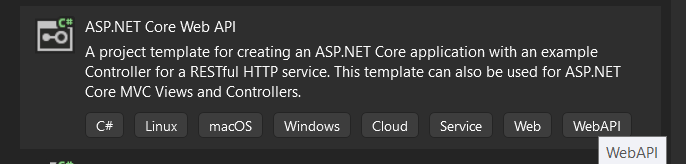 C#
ASP.NET Core Web API
A project template for creating an ASP.NET Core application with an example
Controller for a RESTful HTTP service. This template can also be used for ASP.NET
Core MVC Views and Controllers.
C# Linux macOS Windows Cloud Service Web WebAPI
WebAPI
C#